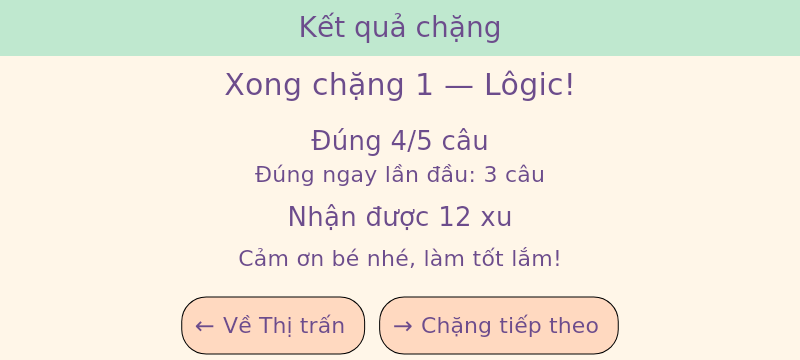 Kết quả chặng
Xong chặng 1 — Lôgic!
Đúng 4/5 câu
Đúng ngay lần đầu: 3 câu
Nhận được 12 xu
Cảm ơn bé nhé, làm tốt lắm!
← Về Thị trấn
→ Chặng tiếp theo